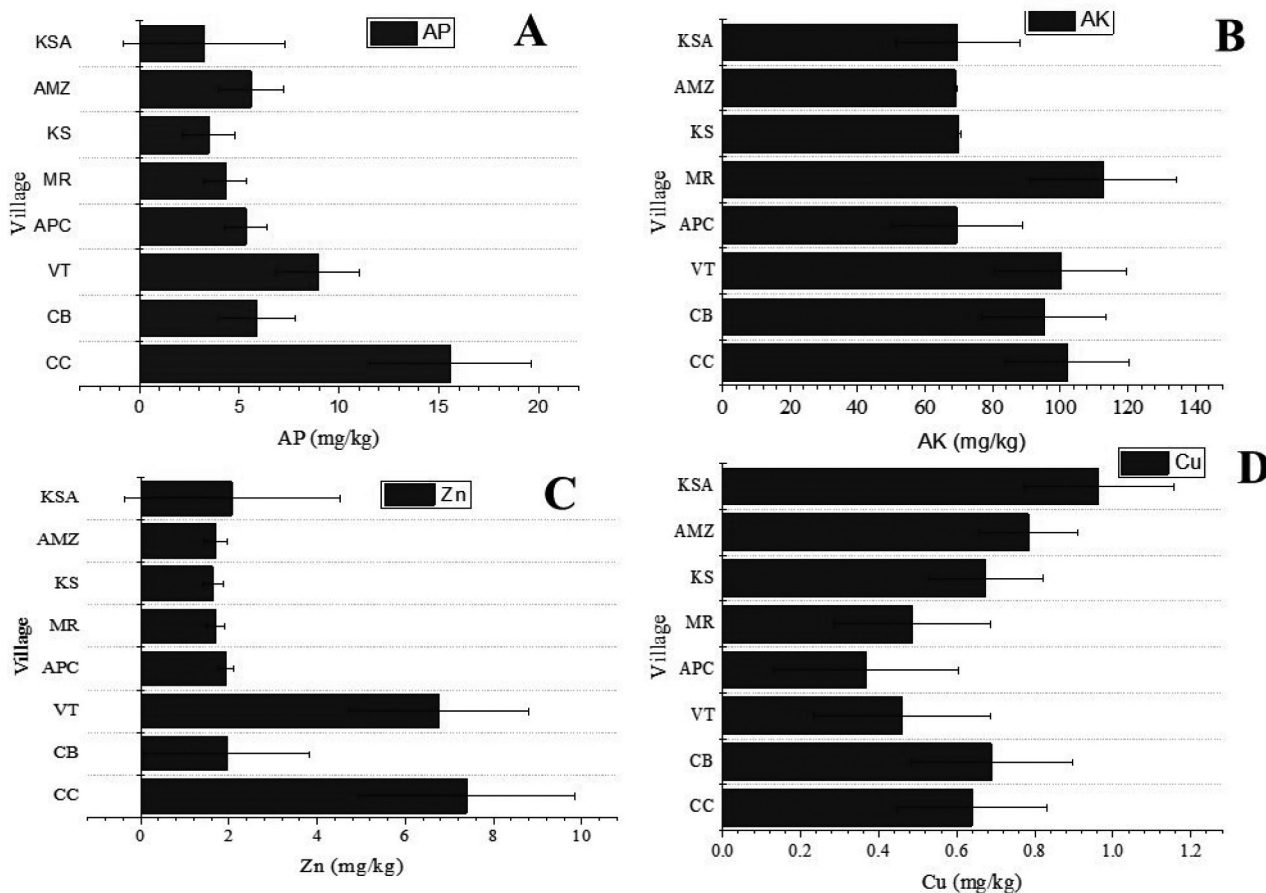 AP
A
KSA
AMZ
KS
MR
APC
VT
CB
CC
Village
0 5 10 15 20
AP (mg/kg)
AK
B
KSA
AMZ
KS
MR
APC
VT
CB
CC
Village
0 20 40 60 80 100 120 140
AK (mg/kg)
Zn
C
KSA
AMZ
KS
MR
APC
VT
CB
CC
Village
0 2 4 6 8 10
Zn (mg/kg)
Cu
D
KSA
AMZ
KS
MR
APC
VT
CB
CC
Village
0.0 0.2 0.4 0.6 0.8 1.0 1.2
Cu (mg/kg)